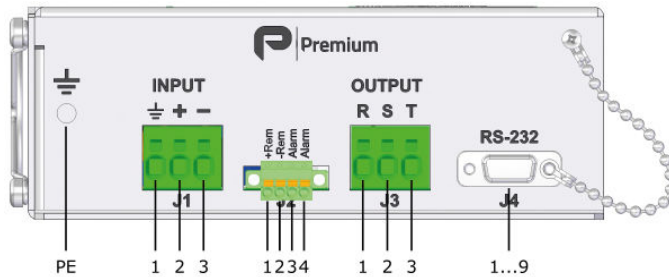 Premium
INPUT
+ −
OUTPUT
R S T
+Rem
-Rem
Alarm
Alarm
RS-232
J1
J2
J3
J4
PE
1 2 3
1234
1 2 3
1...9